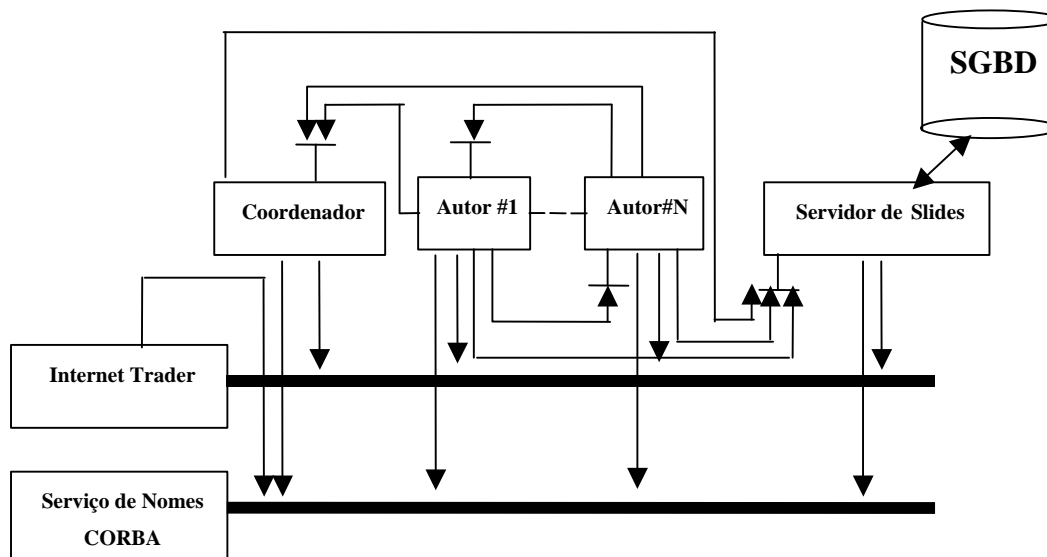 SGBD
Coordenador
Autor #1
Autor#N
Servidor de Slides
Internet Trader
Serviço de Nomes
CORBA